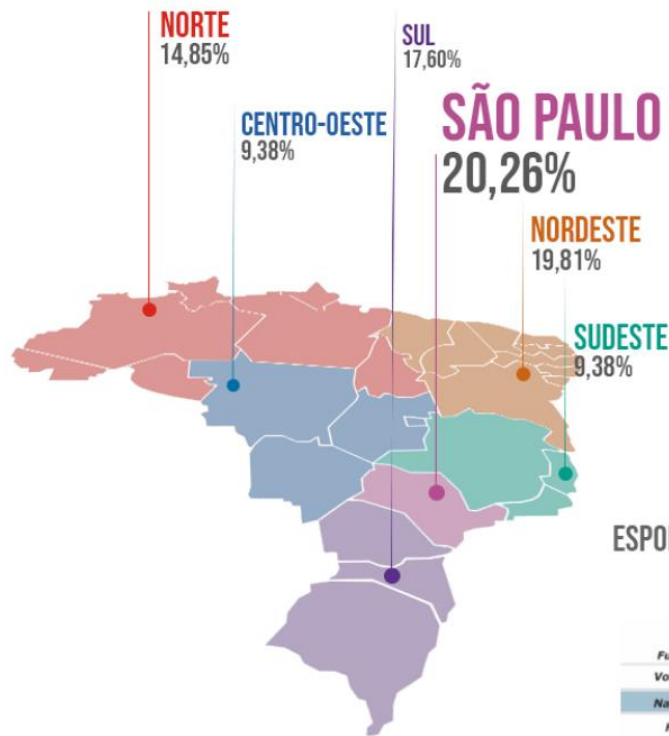 NORTE
14,85%
SUL
17,60%
CENTRO-OESTE
9,38%
SÃO PAULO
20,26%
NORDESTE
19,81%
SUDESTE
9,38%